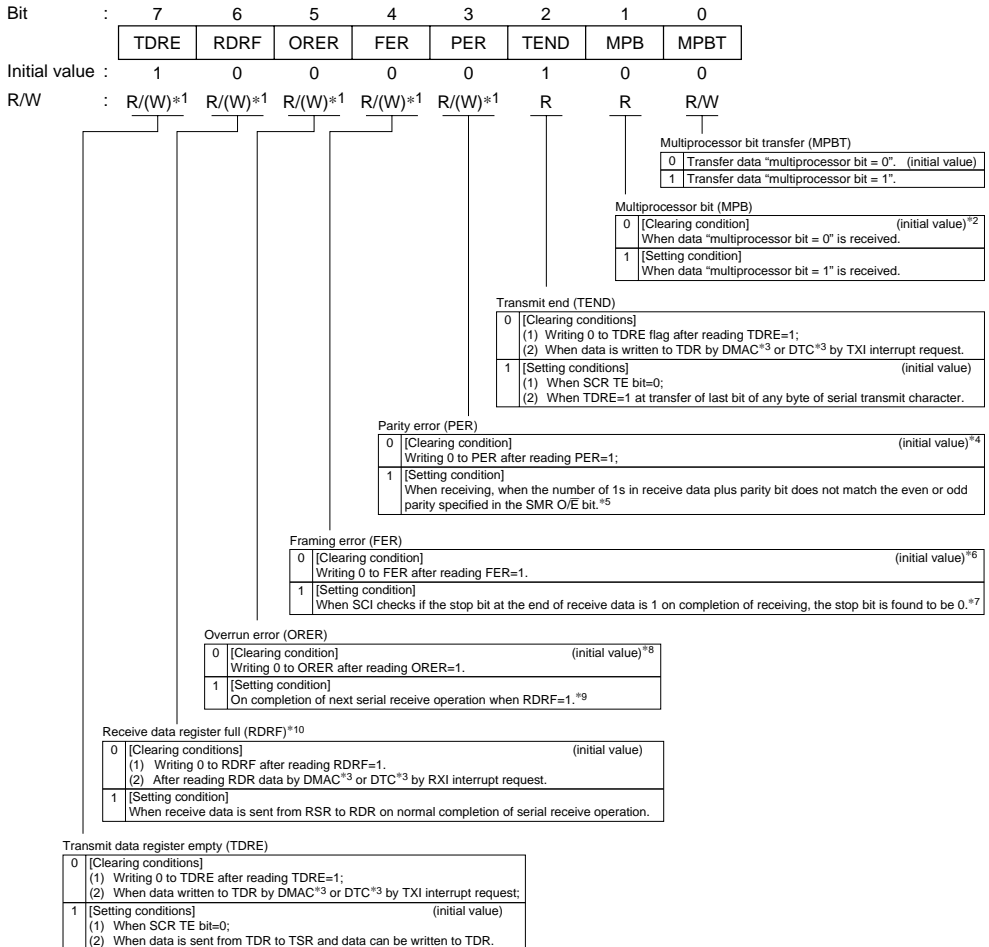 Bit : 7 6 5 4 3 2 1 0
TDRE RDRF ORER FER PER TEND MPB MPBT
Initial value : 1 0 0 0 0 1 0 0
R/W : R/(W)*1 R/(W)*1 R/(W)*1 R/(W)*1 R/(W)*1 R R R/W
Multiprocessor bit transfer (MPBT)
0 Transfer data “multiprocessor bit = 0”. (initial value)
1 Transfer data “multiprocessor bit = 1”.
Multiprocessor bit (MPB)
0 [Clearing condition] (initial value)*2
When data “multiprocessor bit = 0” is received.
1 [Setting condition]
When data “multiprocessor bit = 1” is received.
Transmit end (TEND)
0 [Clearing conditions]
(1) Writing 0 to TDRE flag after reading TDRE=1;
(2) When data is written to TDR by DMAC*3 or DTC*3 by TXI interrupt request.
1 [Setting conditions] (initial value)
(1) When SCR TE bit=0;
(2) When TDRE=1 at transfer of last bit of any byte of serial transmit character.
Parity error (PER)
0 [Clearing condition] (initial value)*4
Writing 0 to PER after reading PER=1;
1 [Setting condition]
When receiving, when the number of 1s in receive data plus parity bit does not match the even or odd
parity specified in the SMR O/E̅ bit.*5
Framing error (FER)
0 [Clearing condition] (initial value)*6
Writing 0 to FER after reading FER=1.
1 [Setting condition]
When SCI checks if the stop bit at the end of receive data is 1 on completion of receiving, the stop bit is found to be 0.*7
Overrun error (ORER)
0 [Clearing condition] (initial value)*8
Writing 0 to ORER after reading ORER=1.
1 [Setting condition]
On completion of next serial receive operation when RDRF=1.*9
Receive data register full (RDRF)*10
0 [Clearing conditions] (initial value)
(1) Writing 0 to RDRF after reading RDRF=1.
(2) After reading RDR data by DMAC*3 or DTC*3 by RXI interrupt request.
1 [Setting condition]
When receive data is sent from RSR to RDR on normal completion of serial receive operation.
Transmit data register empty (TDRE)
0 [Clearing conditions]
(1) Writing 0 to TDRE after reading TDRE=1;
(2) When data written to TDR by DMAC*3 or DTC*3 by TXI interrupt request;
1 [Setting conditions] (initial value)
(1) When SCR TE bit=0;
(2) When data is sent from TDR to TSR and data can be written to TDR.